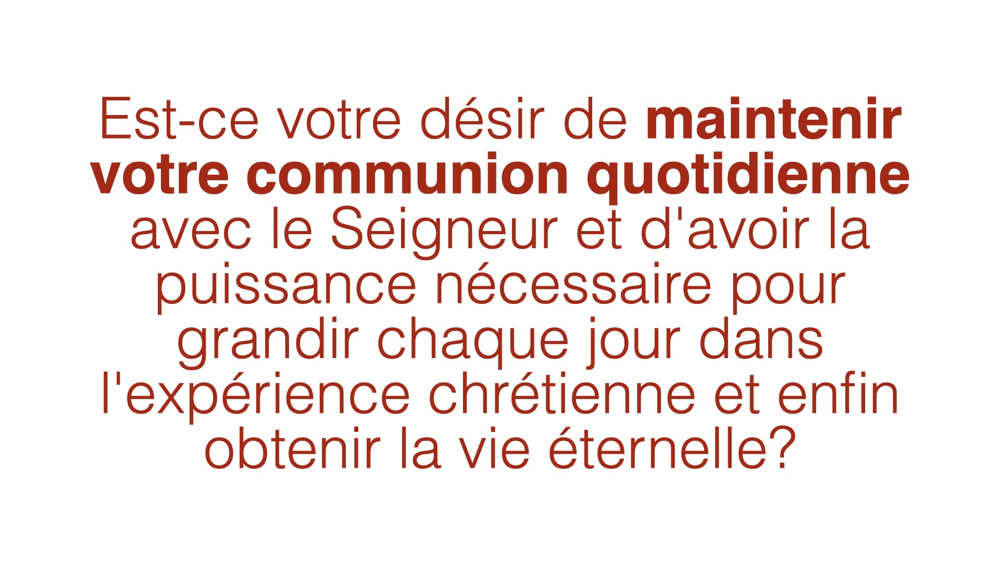 Est-ce votre désir de maintenir
votre communion quotidienne
avec le Seigneur et d'avoir la
puissance nécessaire pour
grandir chaque jour dans
l'expérience chrétienne et enfin
obtenir la vie éternelle?